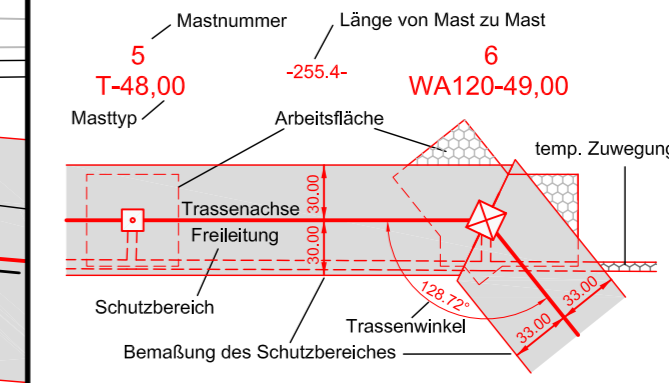 Mastnummer
Länge von Mast zu Mast
5
-255.4-
6
T-48,00
WA120-49,00
Masttyp
Arbeitsfläche
temp. Zuwegung
30.00
Trassenachse
Freileitung
30.00
128.72°
33.00
33.00
Schutzbereich
Trassenwinkel
Bemaßung des Schutzbereiches